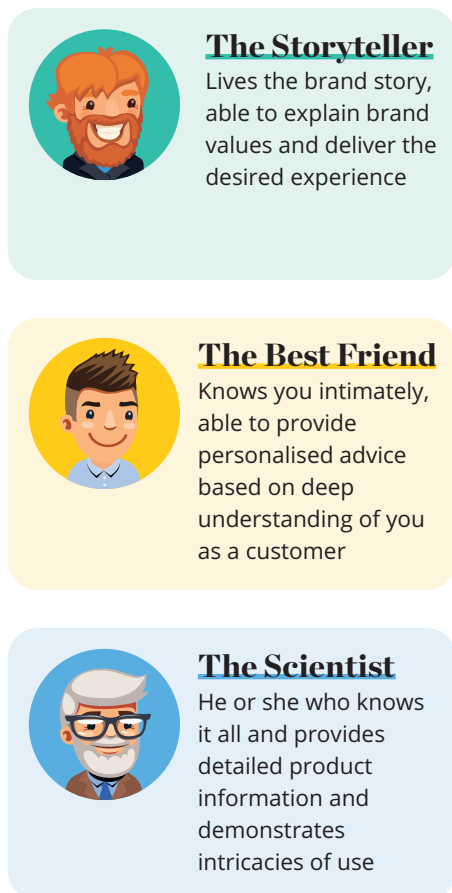 The Storyteller
Lives the brand story,
able to explain brand
values and deliver the
desired experience
The Best Friend
Knows you intimately,
able to provide
personalised advice
based on deep
understanding of you
as a customer
The Scientist
He or she who knows
it all and provides
detailed product
information and
demonstrates
intricacies of use